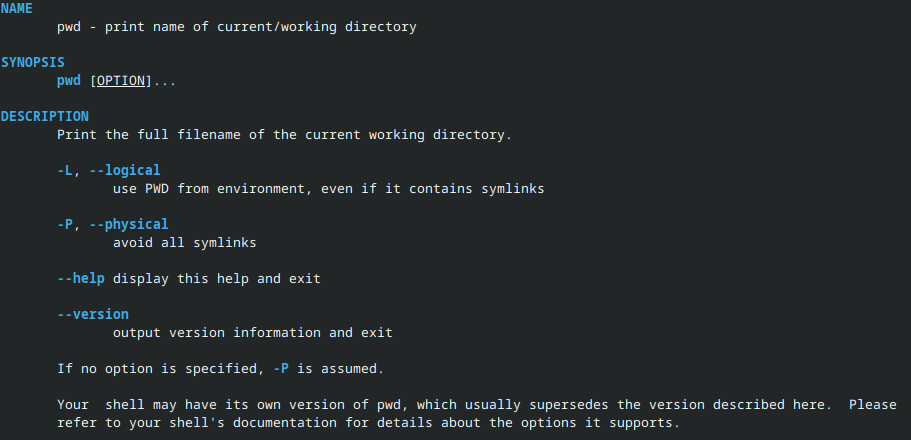 NAME
pwd - print name of current/working directory
SYNOPSIS
pwd [OPTION]...
DESCRIPTION
Print the full filename of the current working directory.
-L, --logical
use PWD from environment, even if it contains symlinks
-P, --physical
avoid all symlinks
--help display this help and exit
--version
output version information and exit
If no option is specified, -P is assumed.
Your  shell may have its own version of pwd, which usually supersedes the version described here.  Please
refer to your shell's documentation for details about the options it supports.